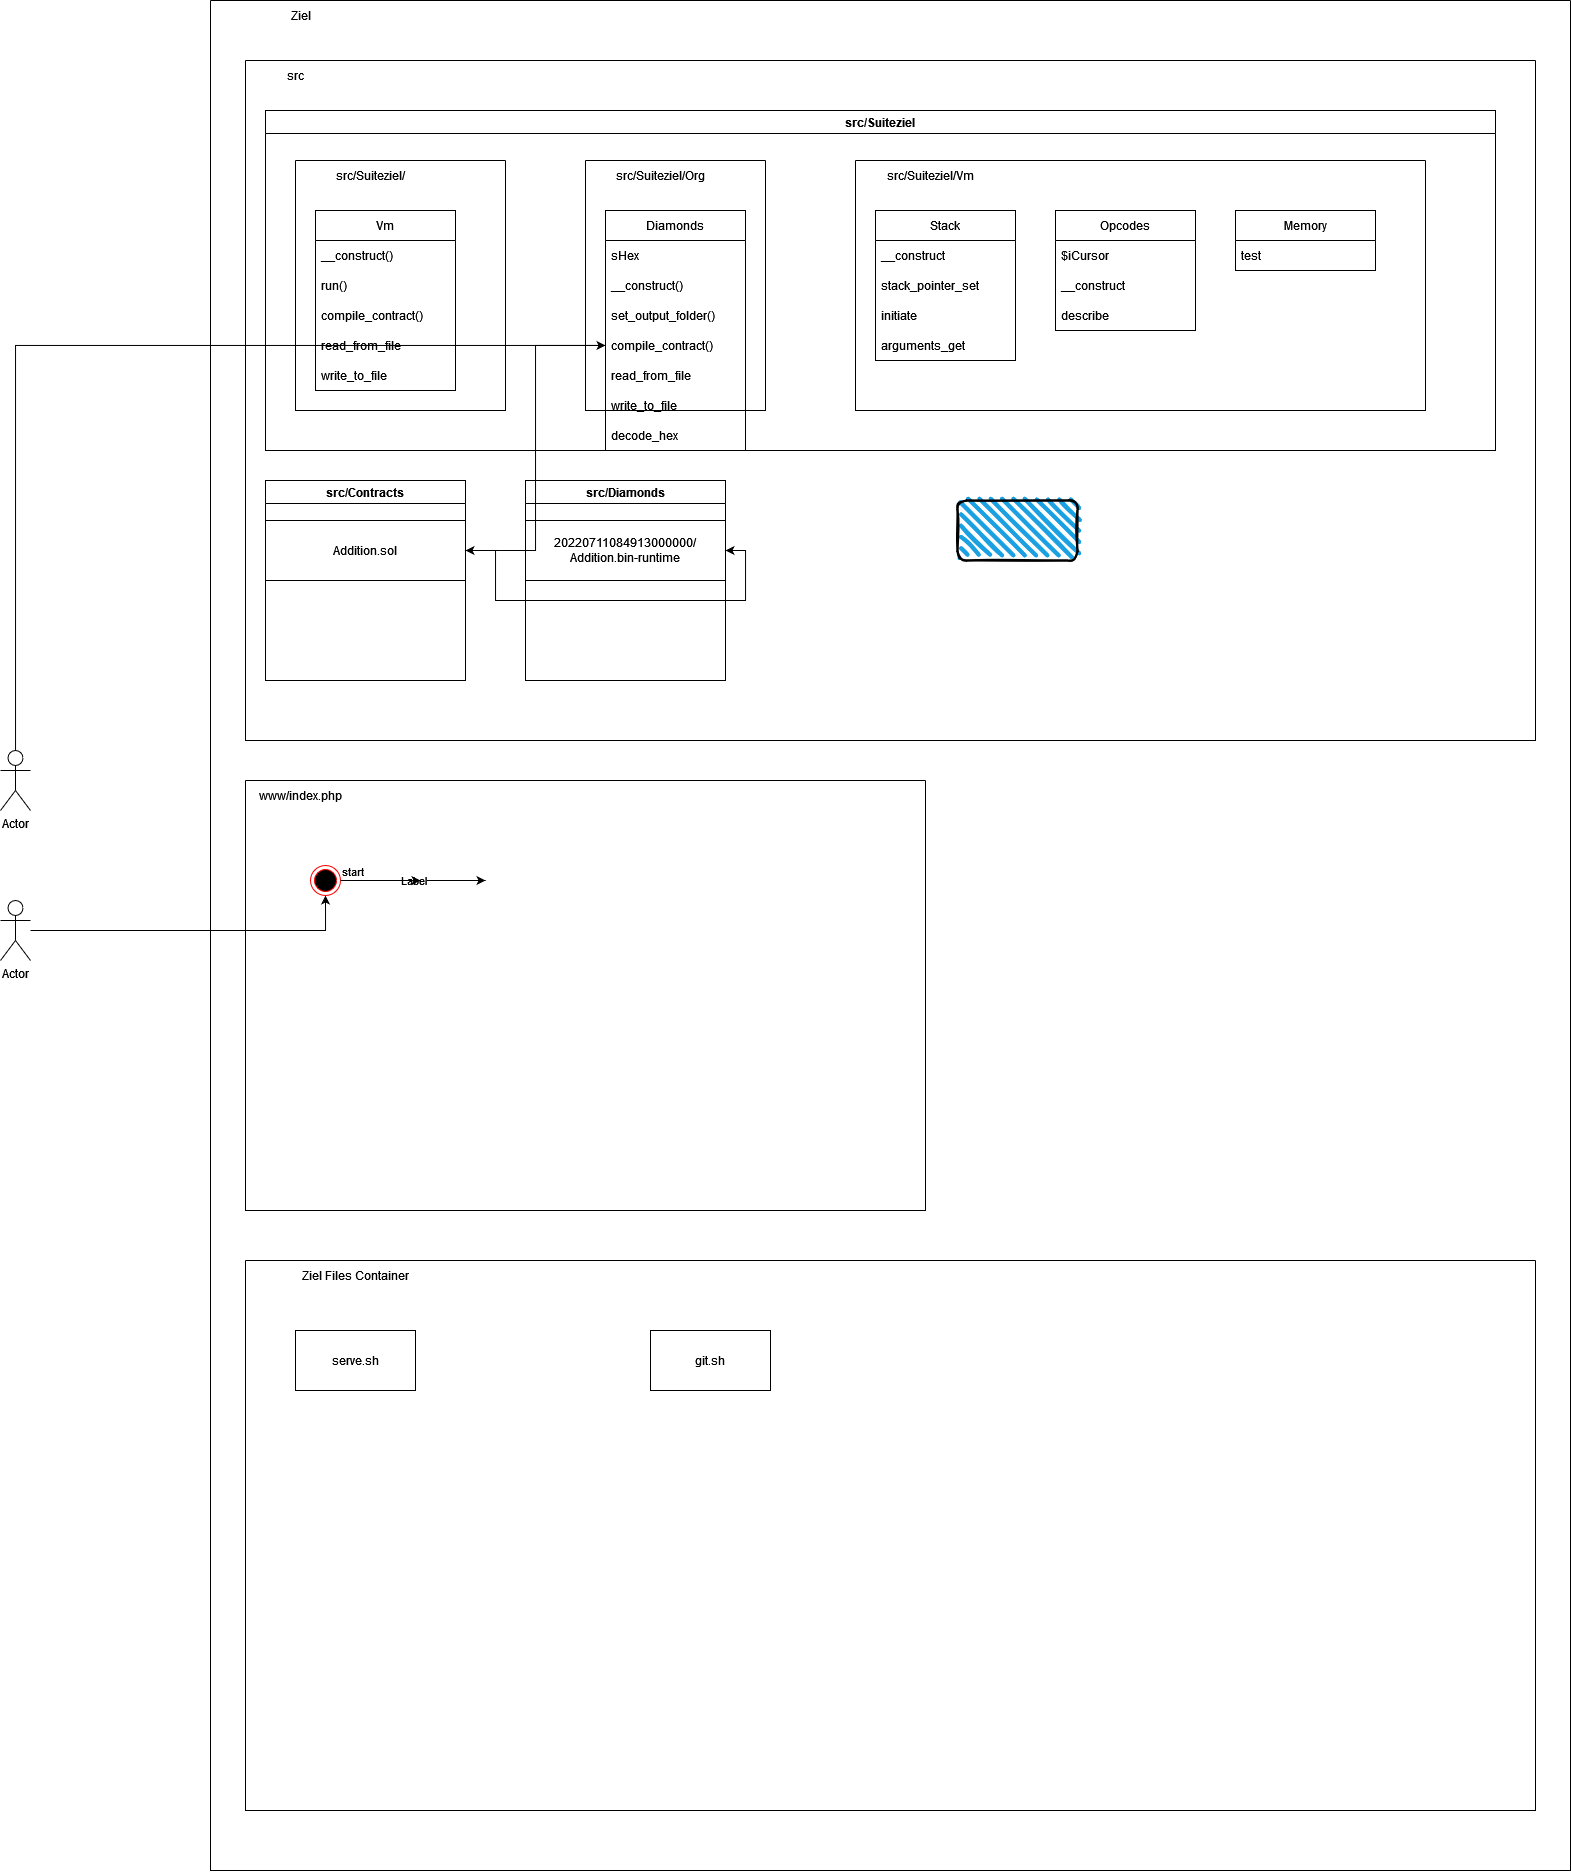 Ziel
src
src/Suiteziel
src/Suiteziel/
Vm
__construct()
run()
compile_contract()
read_from_file
write_to_file
src/Suiteziel/Org
Diamonds
sHex
__construct()
set_output_folder()
compile_contract()
read_from_file
write_to_file
decode_hex
src/Suiteziel/Vm
Stack
__construct
stack_pointer_set
initiate
arguments_get
Opcodes
$iCursor
__construct
describe
Memory
test
src/Contracts
Addition.sol
src/Diamonds
20220711084913000000/
Addition.bin-runtime
Actor
www/index.php
start
Label
Actor
Ziel Files Container
serve.sh
git.sh